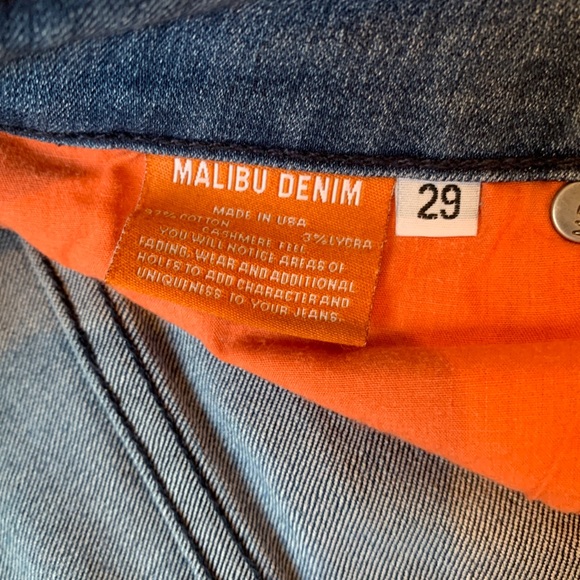 MALIBU DENIM
MADE IN USA
97% COTTON 3% LYCRA
CASHMERE FEEL
YOU WILL NOTICE AREAS OF
FADING, WEAR AND ADDITIONAL
HOLES TO ADD CHARACTER AND
UNIQUENESS TO YOUR JEANS.
29